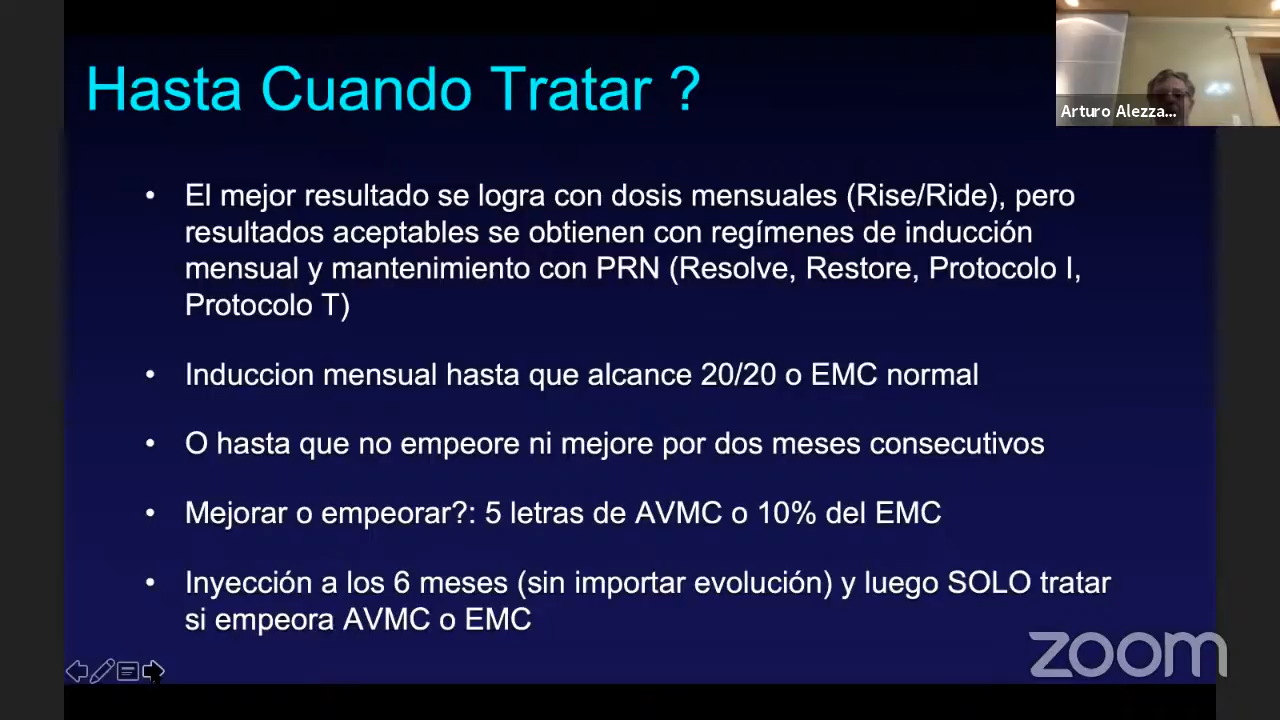 Hasta Cuando Tratar ?
Arturo Alezza...
• El mejor resultado se logra con dosis mensuales (Rise/Ride), pero
resultados aceptables se obtienen con regímenes de inducción
mensual y mantenimiento con PRN (Resolve, Restore, Protocolo I,
Protocolo T)
• Induccion mensual hasta que alcance 20/20 o EMC normal
• O hasta que no empeore ni mejore por dos meses consecutivos
• Mejorar o empeorar?: 5 letras de AVMC o 10% del EMC
• Inyección a los 6 meses (sin importar evolución) y luego SOLO tratar
si empeora AVMC o EMC
zoom